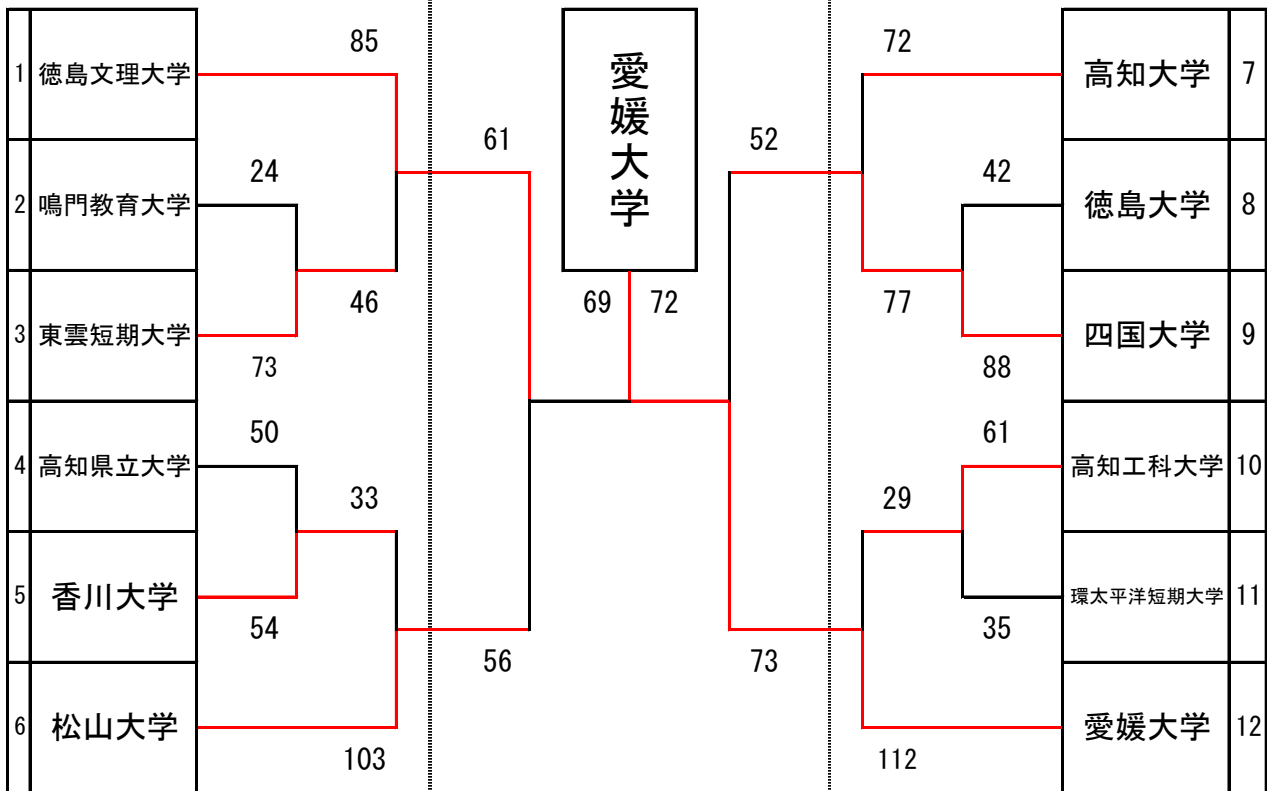 1 徳島文理大学
2 鳴門教育大学
3 東雲短期大学
4 高知県立大学
5 香川大学
6 松山大学
85
24
46
73
50
33
54
103
61
56
愛媛大学
69 72
52
73
72
42
77
88
61
29
35
112
高知大学 7
徳島大学 8
四国大学 9
高知工科大学 10
環太平洋短期大学 11
愛媛大学 12